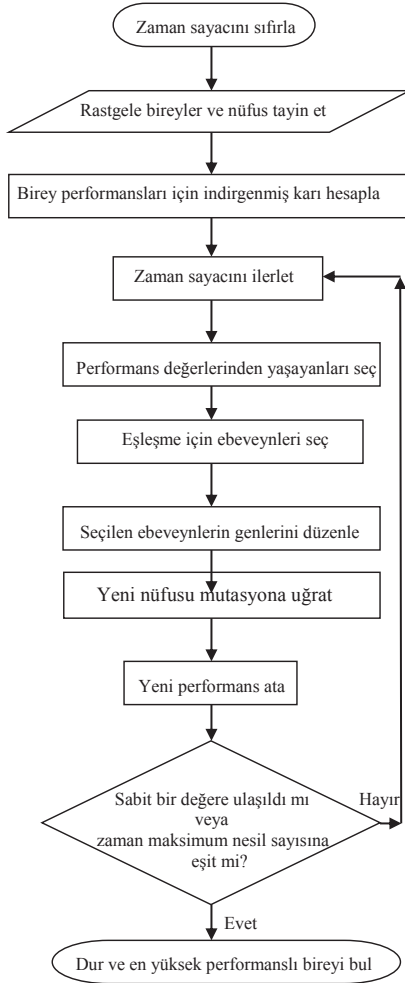 Zaman sayacını sıfırla
Rastgele bireyler ve nüfus tayin et
Birey performansları için indirgenmiş karı hesapla
Zaman sayacını ilerlet
Performans değerlerinden yaşayanları seç
Eşleşme için ebeveynleri seç
Seçilen ebeveynlerin genlerini düzenle
Yeni nüfusu mutasyona uğrat
Yeni performans ata
Sabit bir değere ulaşıldı mı
veya
zaman maksimum nesil sayısına
eşit mi?
Hayır
Evet
Dur ve en yüksek performanslı bireyi bul